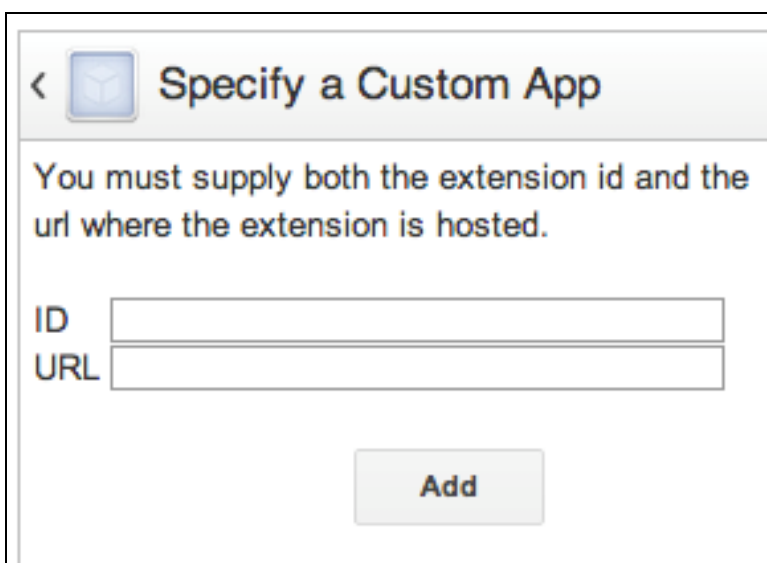 Specify a Custom App
You must supply both the extension id and the
url where the extension is hosted.
ID
URL
Add